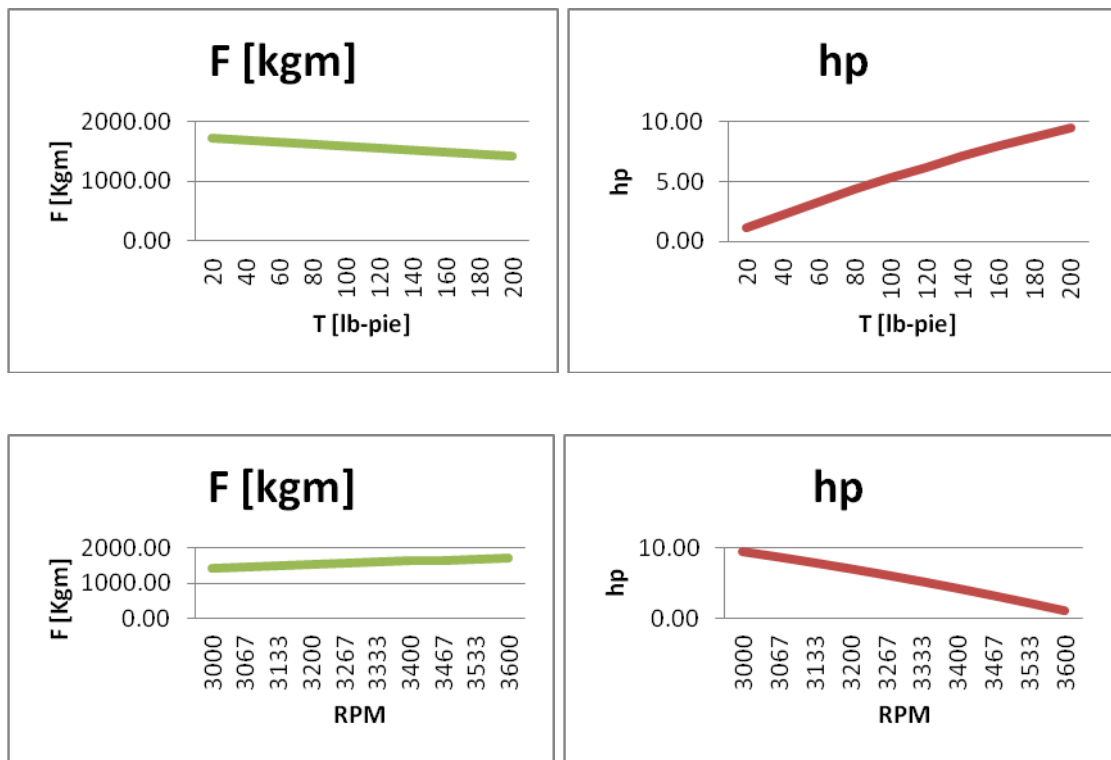 F [kgm]
2000.00
1000.00
0.00
F [Kgm]
20 40 60 80 100 120 140 160 180 200
T [lb-pie]
hp
10.00
5.00
0.00
hp
20 40 60 80 100 120 140 160 180 200
T [lb-pie]
F [kgm]
2000.00
1000.00
0.00
F [Kgm]
3000 3067 3133 3200 3267 3333 3400 3467 3533 3600
RPM
hp
10.00
0.00
hp
3000 3067 3133 3200 3267 3333 3400 3467 3533 3600
RPM